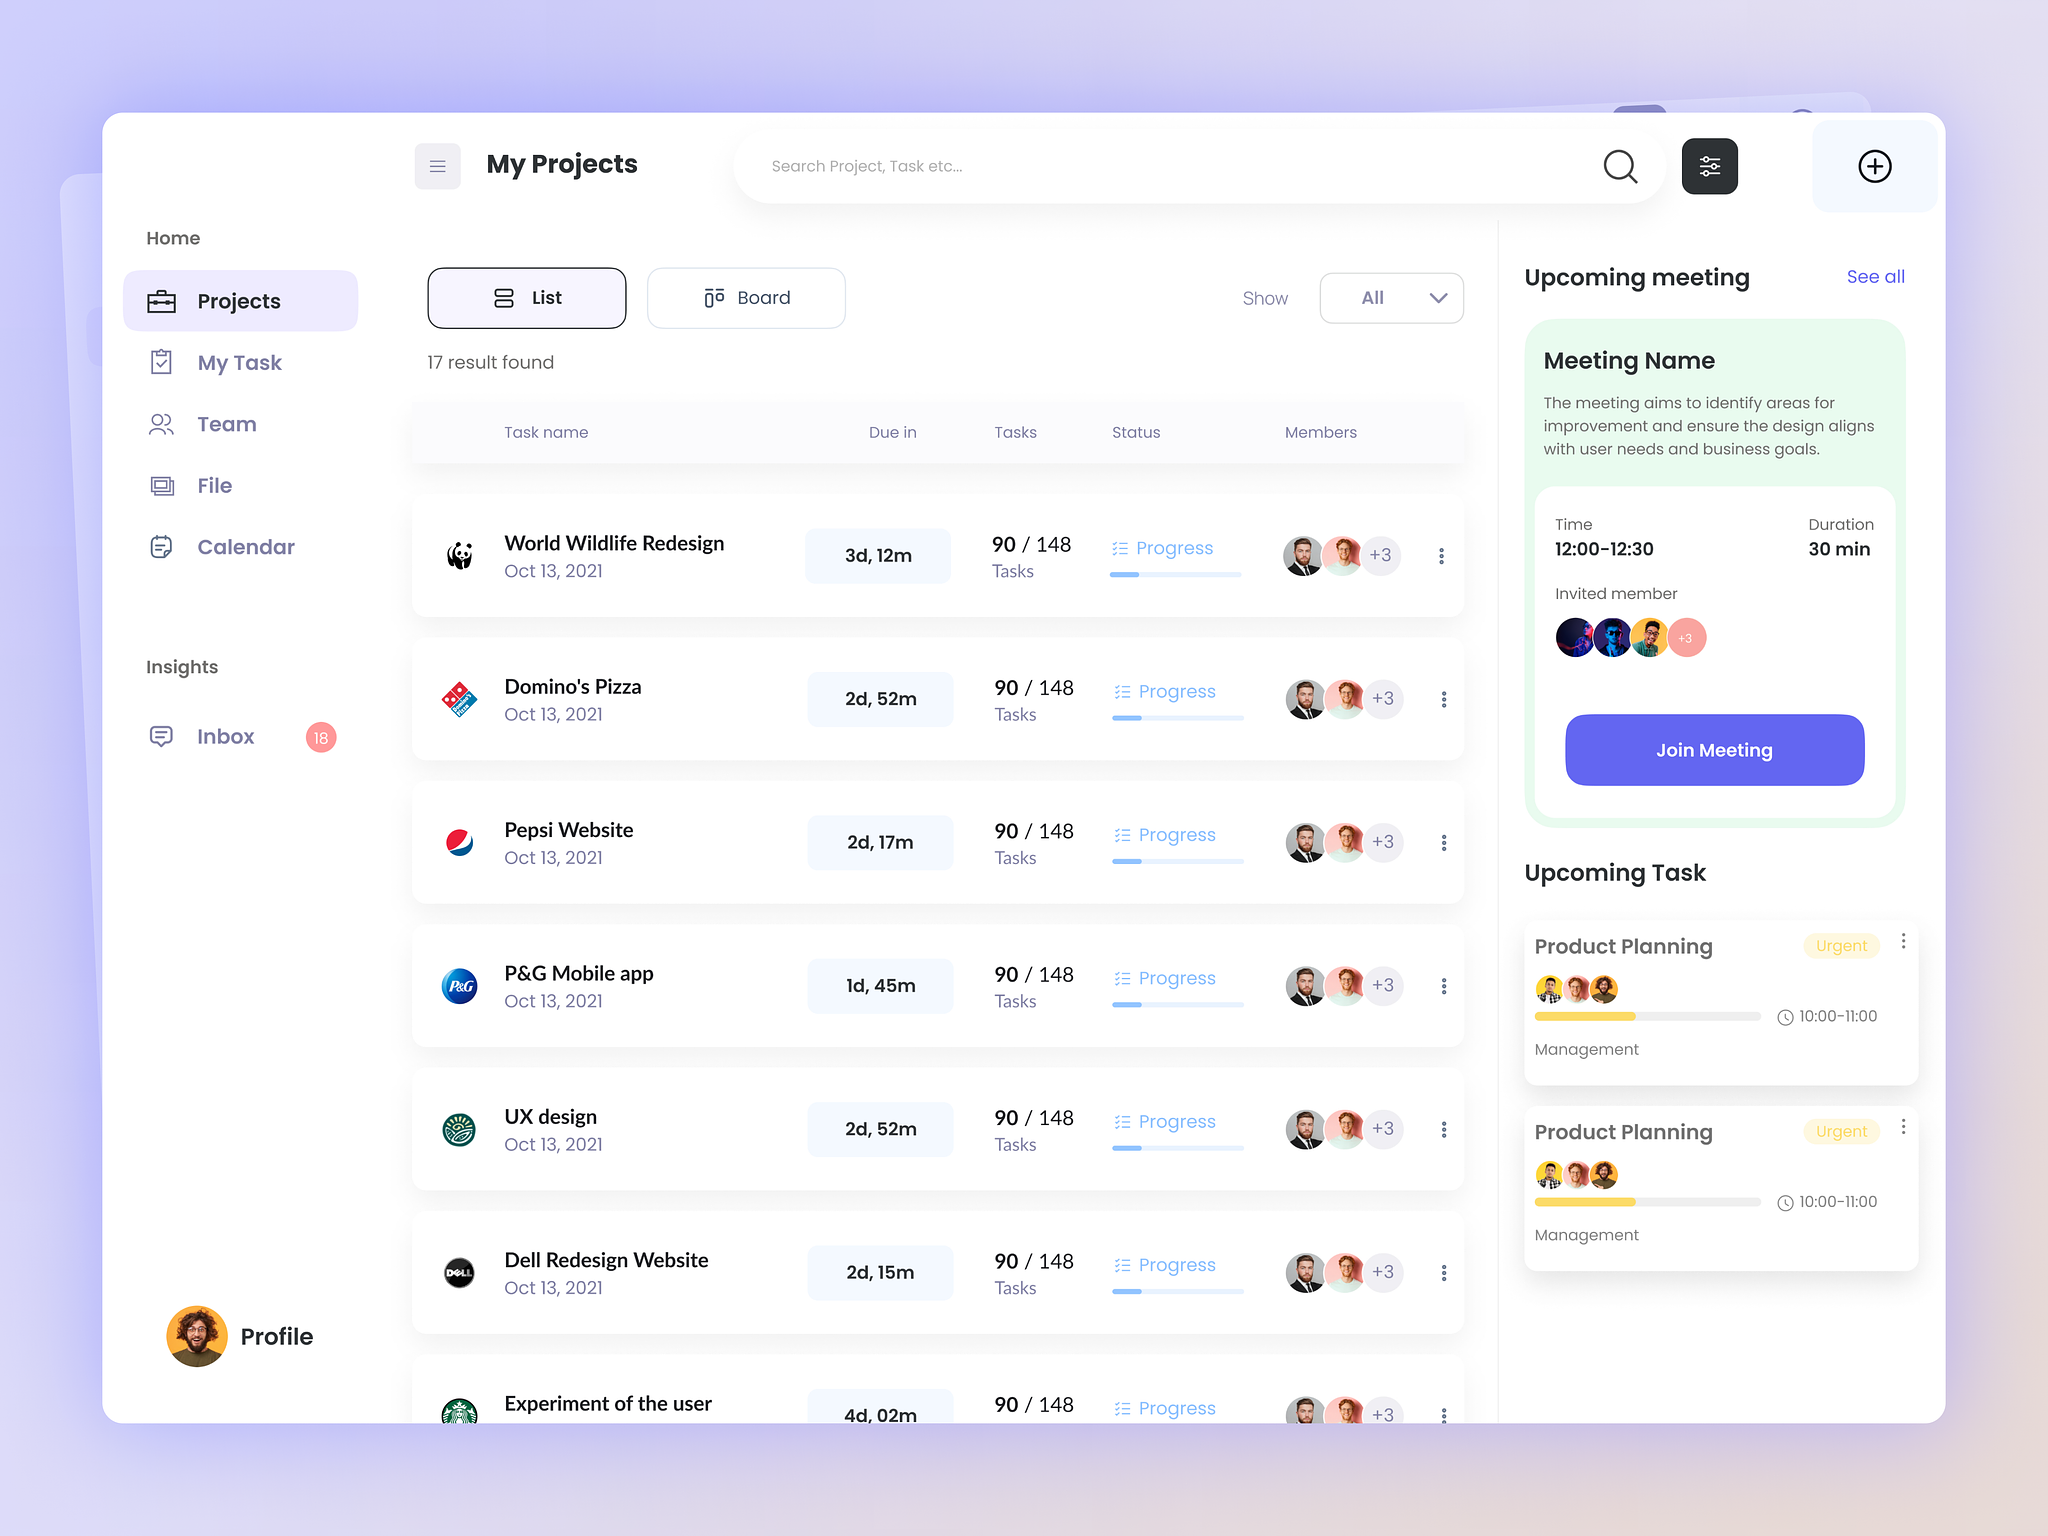 My Projects
Search Project, Task etc...
Home
Projects
My Task
Team
File
Calendar
Insights
Inbox
18
Profile
List
Board
Show
All
17 result found
Task name
Due in
Tasks
Status
Members
World Wildlife Redesign
Oct 13, 2021
3d, 12m
90 / 148
Tasks
Progress
+3
Domino's Pizza
Oct 13, 2021
2d, 52m
90 / 148
Tasks
Progress
+3
Domino's
Pizza
Pepsi Website
Oct 13, 2021
2d, 17m
90 / 148
Tasks
Progress
+3
P&G
P&G Mobile app
Oct 13, 2021
1d, 45m
90 / 148
Tasks
Progress
+3
UX design
Oct 13, 2021
2d, 52m
90 / 148
Tasks
Progress
+3
DELL
Dell Redesign Website
Oct 13, 2021
2d, 15m
90 / 148
Tasks
Progress
+3
Experiment of the user
4d, 02m
90 / 148
Progress
+3
Upcoming meeting
See all
Meeting Name
The meeting aims to identify areas for
improvement and ensure the design aligns
with user needs and business goals.
Time
12:00-12:30
Duration
30 min
Invited member
+3
Join Meeting
Upcoming Task
Product Planning
Urgent
10:00-11:00
Management
Product Planning
Urgent
10:00-11:00
Management